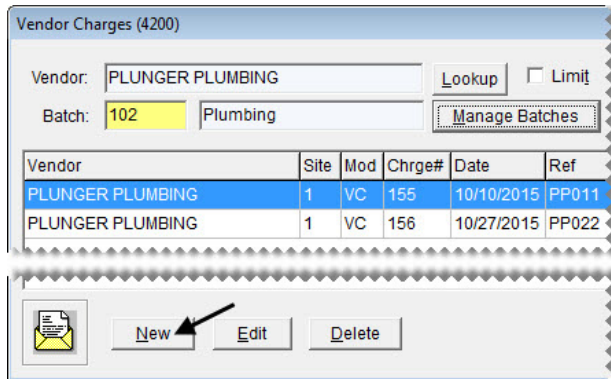 Vendor Charges (4200)
Vendor: PLUNGER PLUMBING Lookup Limit
Batch: 102 Plumbing Manage Batches
Vendor Site Mod Chrge# Date Ref
PLUNGER PLUMBING 1 VC 155 10/10/2015 PP011
PLUNGER PLUMBING 1 VC 156 10/27/2015 PP022
New Edit Delete